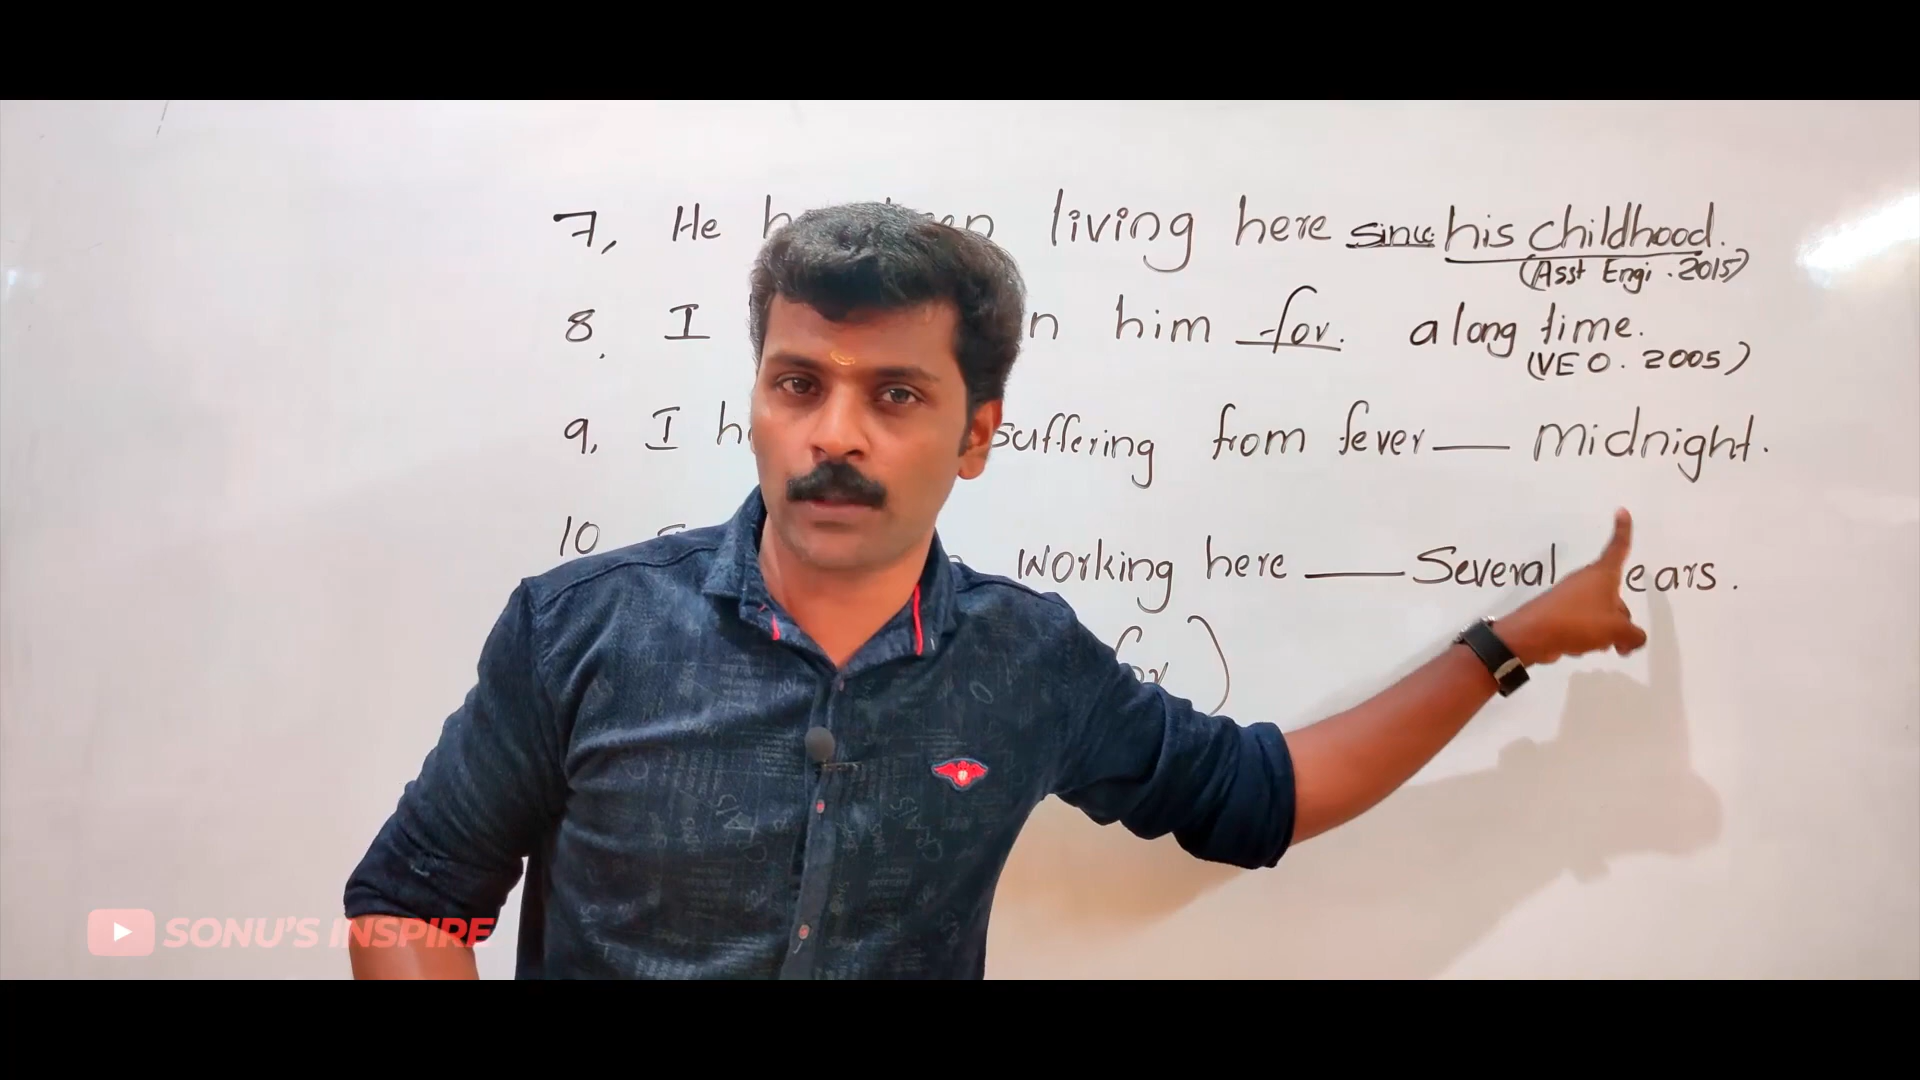 7, He living here since his childhood.
(Asst Engi. 2015)
8. I him for. a long time.
(VEO. 2005)
9, I suffering from fever — midnight.
10 working here — Several ears.
for)
SONU'S INSPIRE